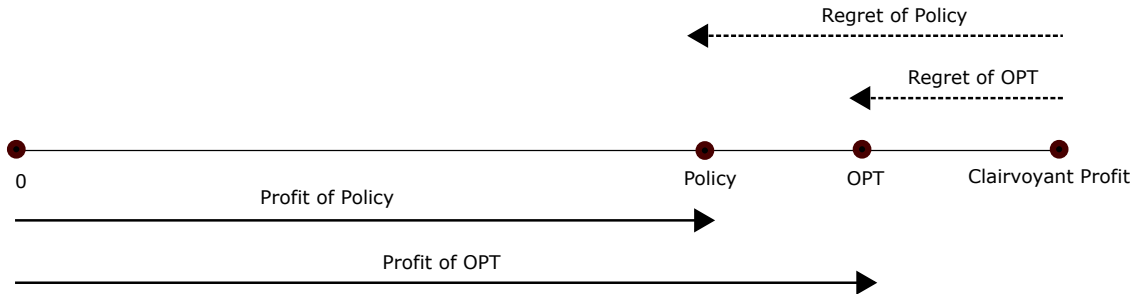 Regret of Policy
Regret of OPT
0
Policy
OPT
Clairvoyant Profit
Profit of Policy
Profit of OPT